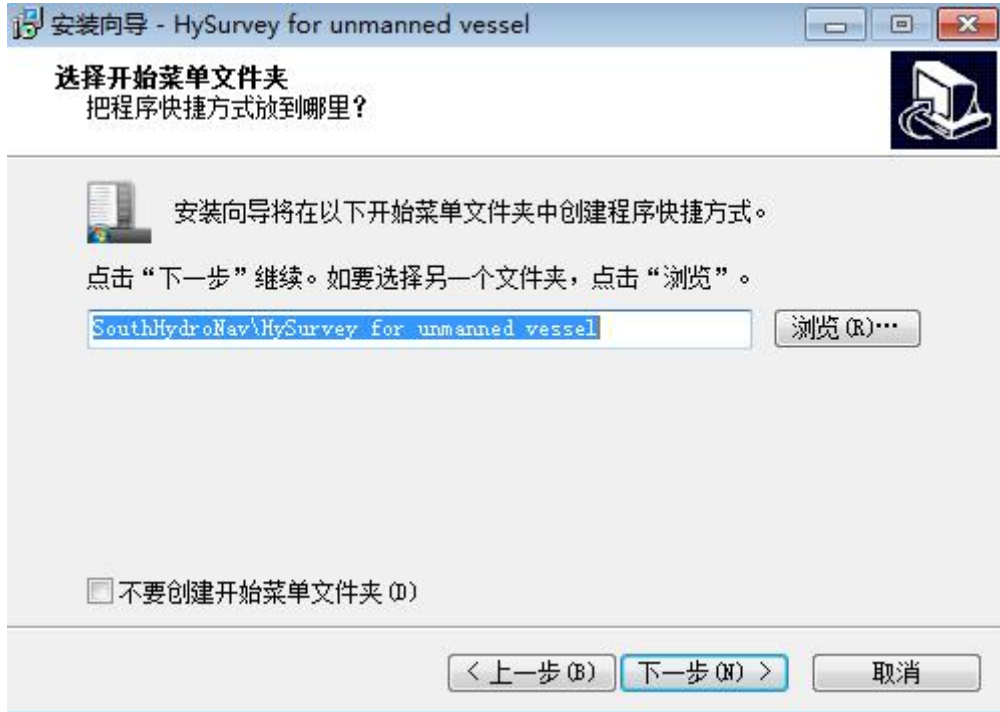 安装向导 - HySurvey for unmanned vessel
选择开始菜单文件夹
把程序快捷方式放到哪里？
安装向导将在以下开始菜单文件夹中创建程序快捷方式。
点击“下一步”继续。如要选择另一个文件夹，点击“浏览”。
SouthHydroNav\HySurvey for unmanned vessel
浏览(R)…
不要创建开始菜单文件夹(D)
< 上一步(B)
下一步(N) >
取消